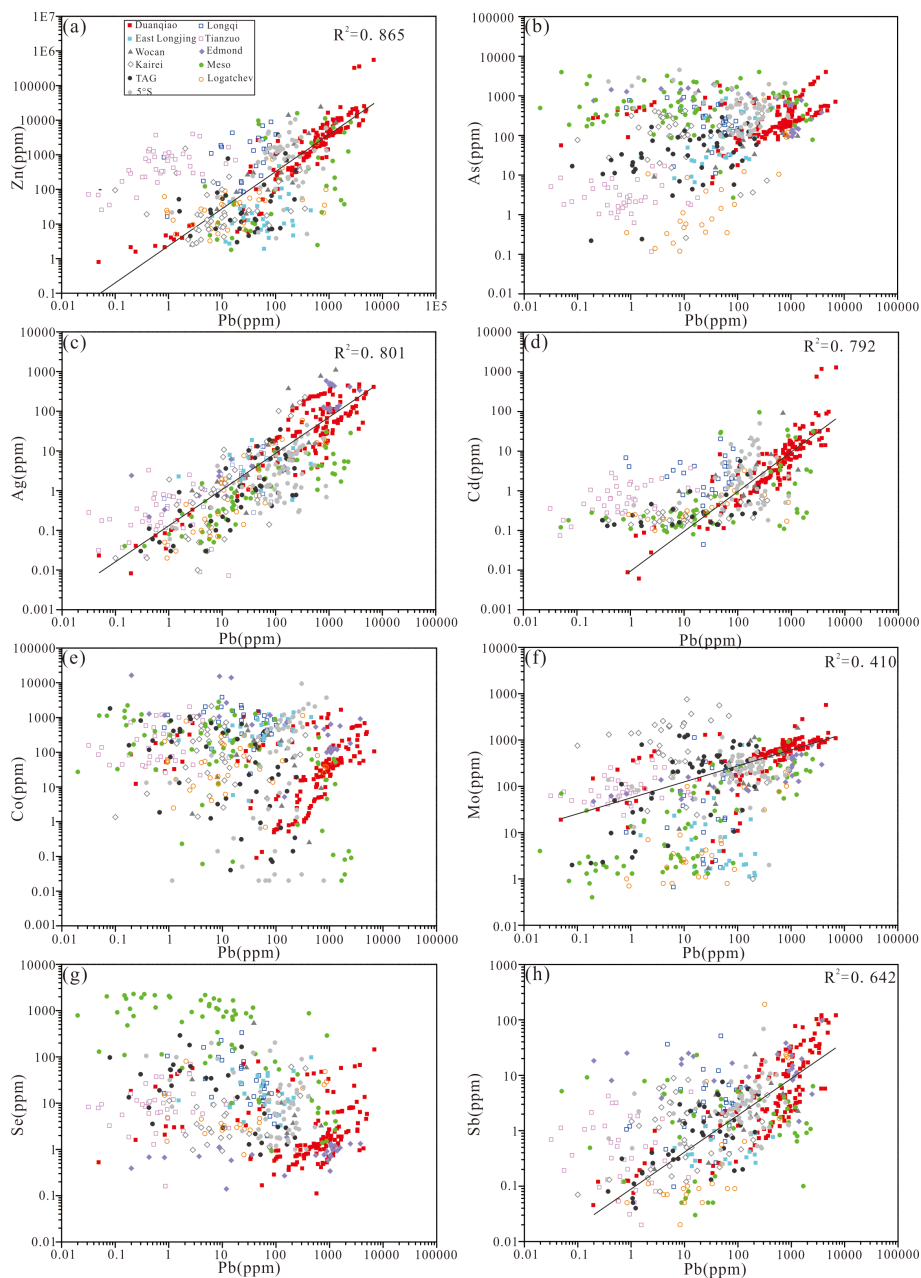 (a)
R²=0.865
Duanqiao
Longqi
East Longjing
Tianzuo
Wocan
Edmond
Kairei
Meso
TAG
Logatchev
5°S
Zn(ppm)
1E7
1E6
100000
10000
1000
100
10
1
0.1
0.01 0.1 1 10 100 1000 10000 1E5
Pb(ppm)
(b)
As(ppm)
100000
10000
1000
100
10
1
0.1
0.01
0.01 0.1 1 10 100 1000 10000 100000
Pb(ppm)
(c)
R²=0.801
Ag(ppm)
10000
1000
100
10
1
0.1
0.01
0.001
0.01 0.1 1 10 100 1000 10000 100000
Pb(ppm)
(d)
R²=0.792
Cd(ppm)
10000
1000
100
10
1
0.1
0.01
0.001
0.01 0.1 1 10 100 1000 10000 100000
Pb(ppm)
(e)
Co(ppm)
100000
10000
1000
100
10
1
0.1
0.01
0.001
0.01 0.1 1 10 100 1000 10000 100000
Pb(ppm)
(f)
R²=0.410
Mo(ppm)
10000
1000
100
10
1
0.1
0.01 0.1 1 10 100 1000 10000 100000
Pb(ppm)
(g)
Se(ppm)
10000
1000
100
10
1
0.1
0.01
0.01 0.1 1 10 100 1000 10000 100000
Pb(ppm)
(h)
R²=0.642
Sb(ppm)
1000
100
10
1
0.1
0.01
0.01 0.1 1 10 100 1000 10000 100000
Pb(ppm)